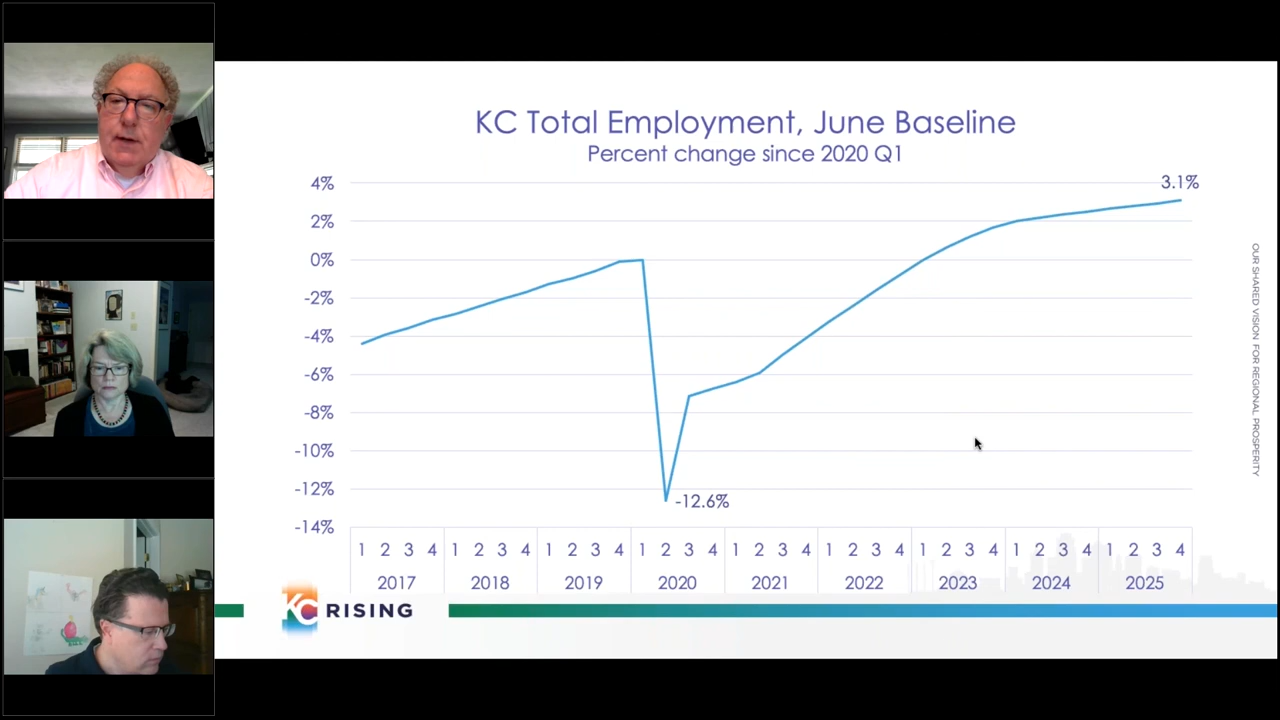 KC Total Employment, June Baseline
Percent change since 2020 Q1
4%
2%
0%
-2%
-4%
-6%
-8%
-10%
-12%
-14%
3.1%
-12.6%
1 2 3 4 1 2 3 4 1 2 3 4 1 2 3 4 1 2 3 4 1 2 3 4 1 2 3 4 1 2 3 4 1 2 3 4
2017 2018 2019 2020 2021 2022 2023 2024 2025
KC RISING
OUR SHARED VISION FOR REGIONAL PROSPERITY